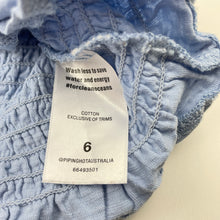 Wash less to save
water and energy
#forcleanoceans
COTTON
EXCLUSIVE OF TRIMS
6
@PIPINGHOTAUSTRALIA
66493501